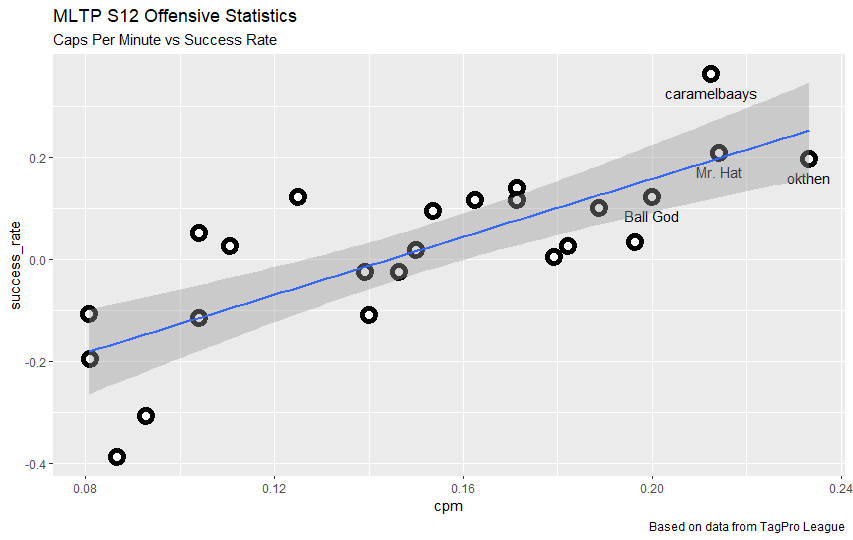 MLTP S12 Offensive Statistics
Caps Per Minute vs Success Rate
caramelbaays
0.2
Mr. Hat
okthen
Ball God
success_rate
0.0
-0.2
-0.4
0.08
0.12
0.16
0.20
0.24
cpm
Based on data from TagPro League